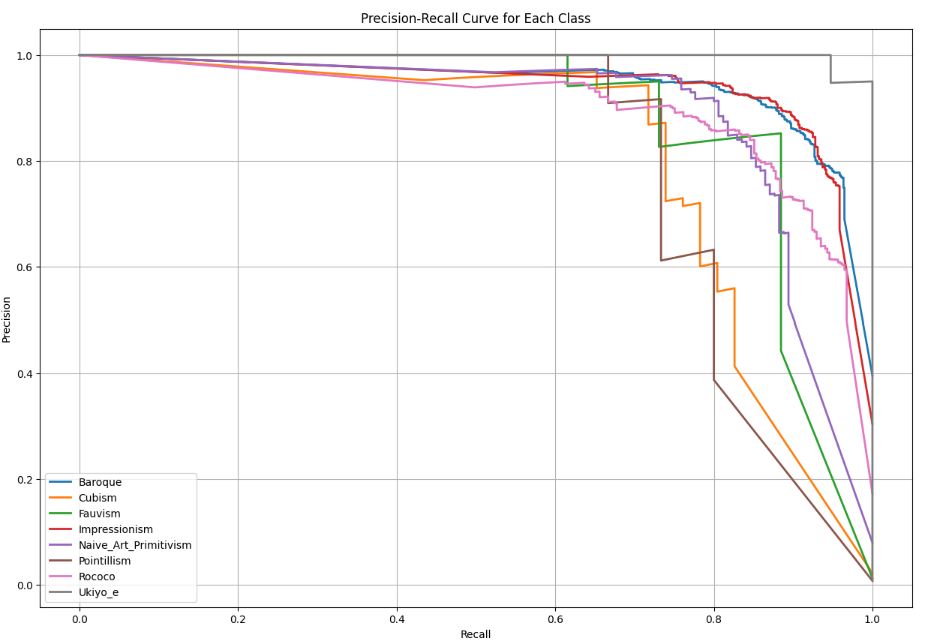 Precision-Recall Curve for Each Class
1.0
0.8
0.6
0.4
0.2
0.0
Precision
Baroque
Cubism
Fauvism
Impressionism
Naive_Art_Primitivism
Pointillism
Rococo
Ukiyo_e
0.0 0.2 0.4 0.6 0.8 1.0
Recall